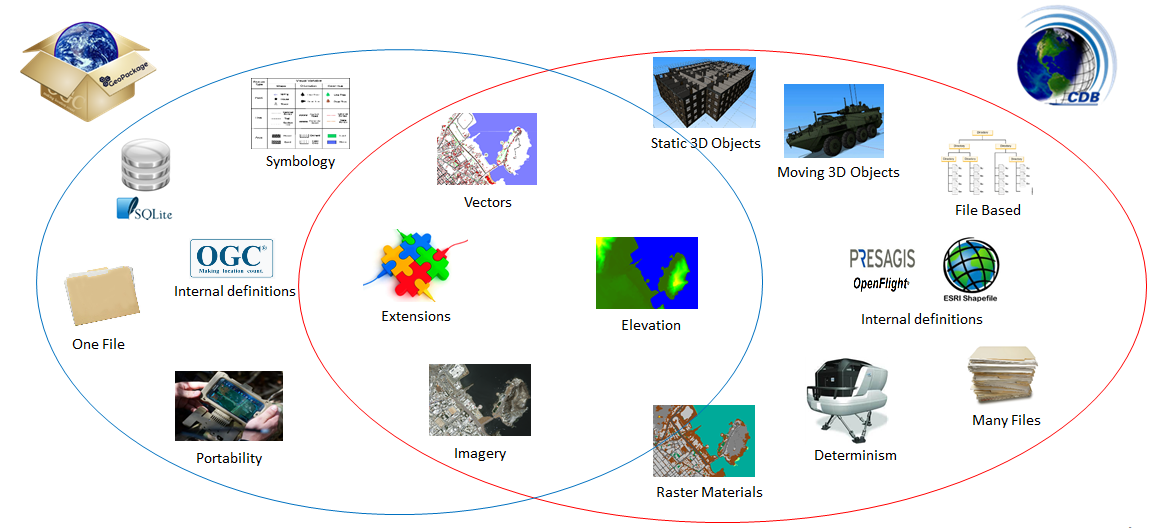 GeoPackage
OGC
CDB
Symbology
SQLite
OGC®
Making location count.
Internal definitions
One File
Portability
Vectors
Extensions
Elevation
Imagery
Static 3D Objects
Moving 3D Objects
File Based
PRESAGIS
OpenFlight®
ESRI Shapefile
Internal definitions
Many Files
Determinism
Raster Materials